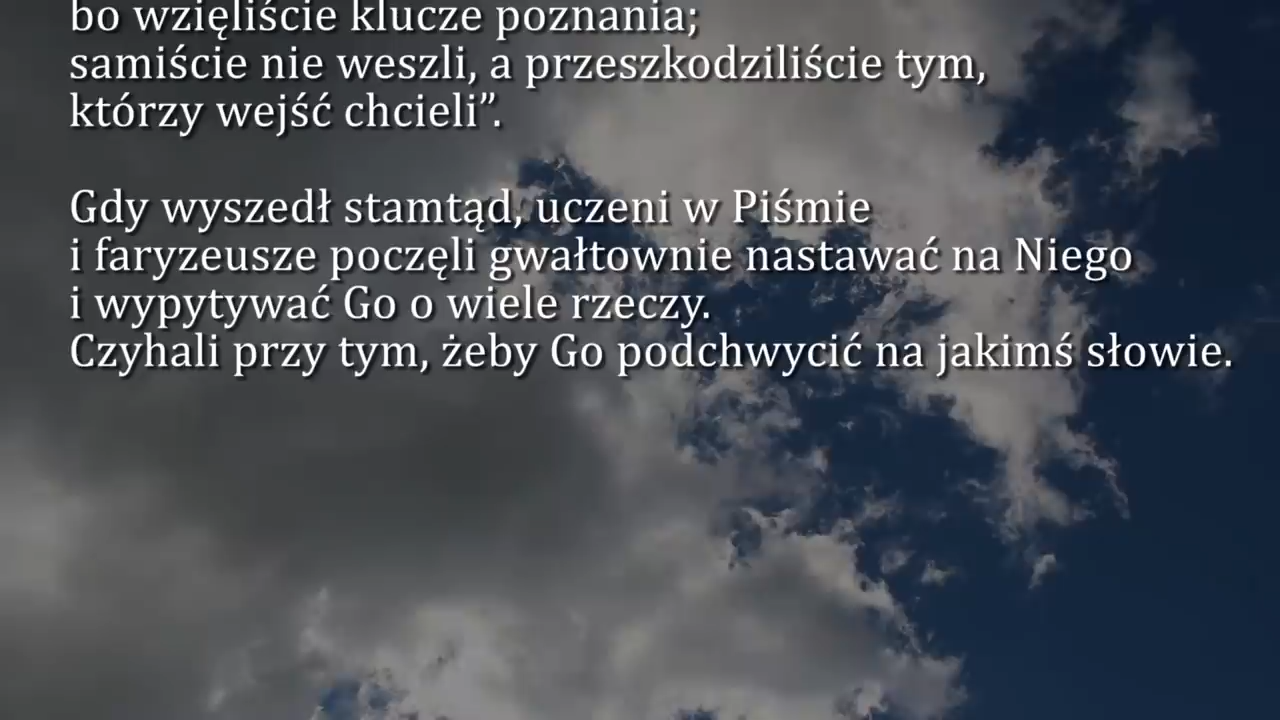 bo wzięliście klucze poznania;
samiście nie weszli, a przeszkodziliście tym,
którzy wejść chcieli”.
Gdy wyszedł stamtąd, uczeni w Piśmie
i faryzeusze poczęli gwałtownie nastawać na Niego
i wypytywać Go o wiele rzeczy.
Czyhali przy tym, żeby Go podchwycić na jakimś słowie.